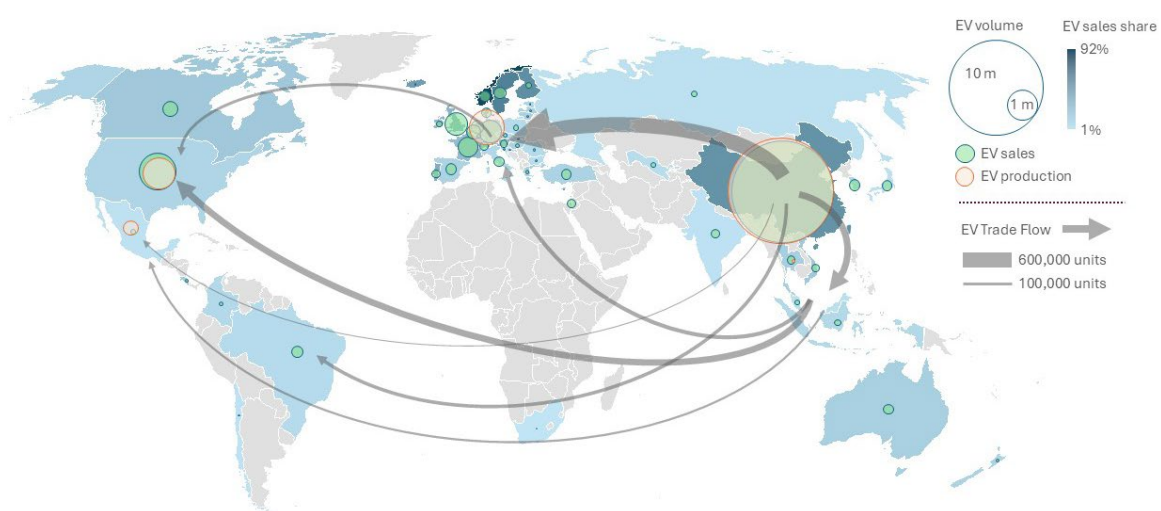 EV volume
10 m
1 m
EV sales share
92%
1%
EV sales
EV production
EV Trade Flow
600,000 units
100,000 units